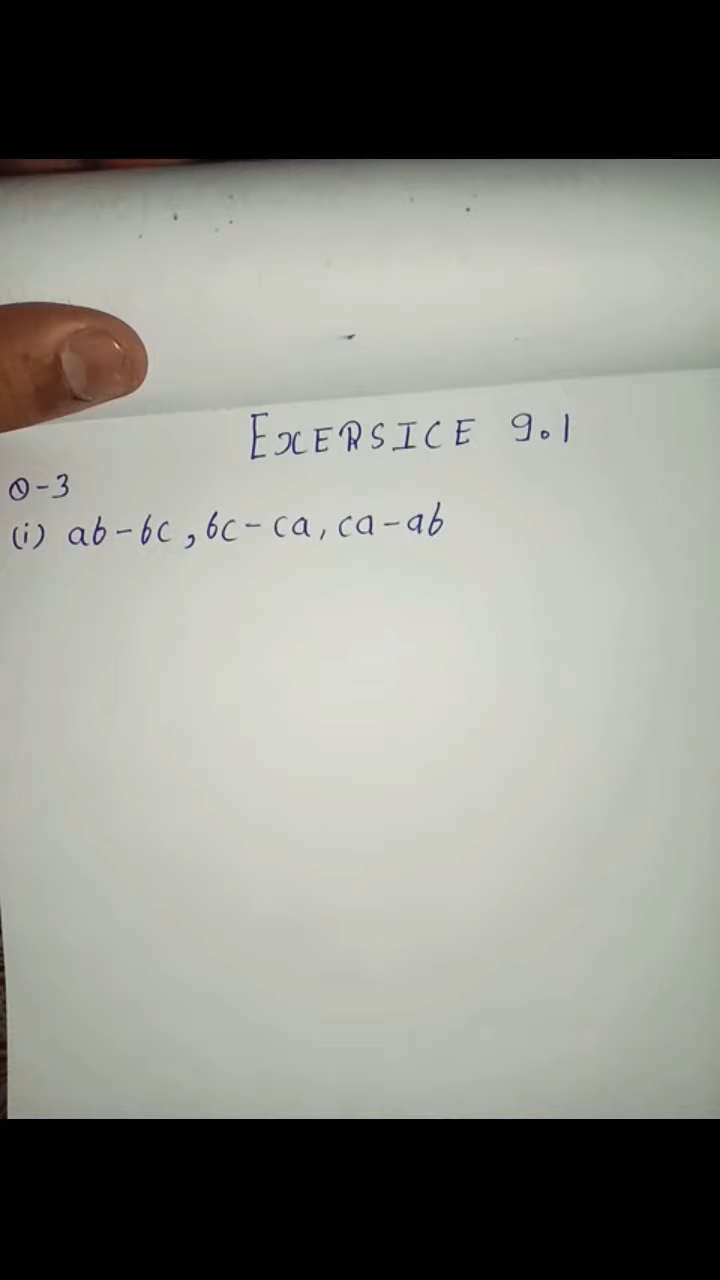 EXERSICE 9.1
Q-3
(i) ab-bc, bc-ca, ca-ab